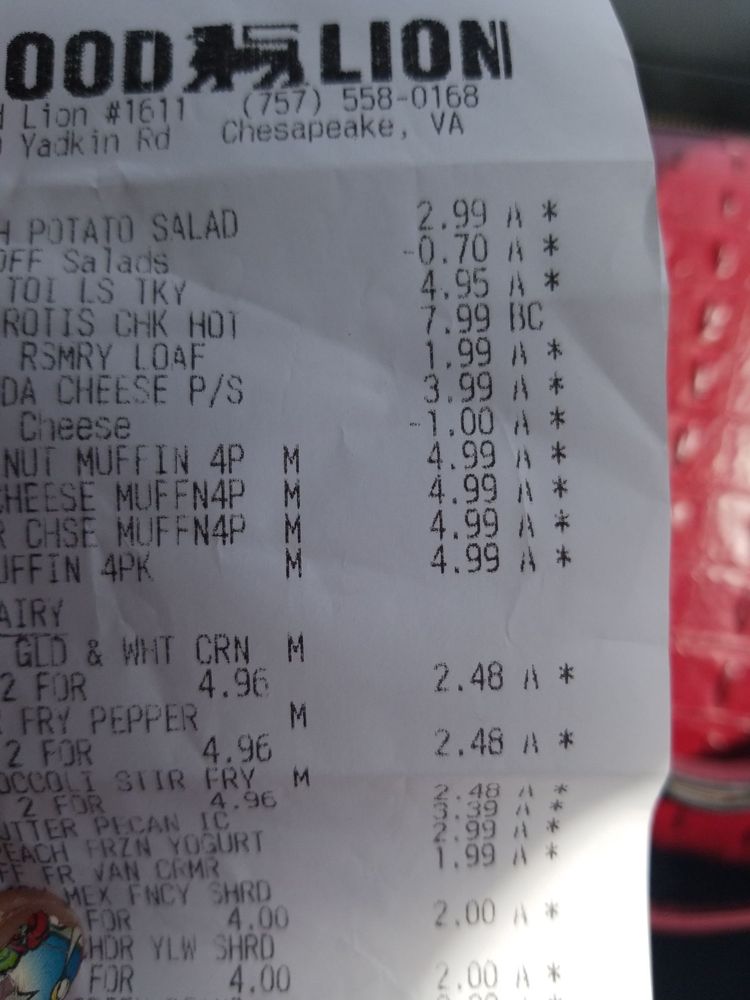 OOD LION
d Lion #1611 (757) 558-0168
Yadkin Rd Chesapeake, VA
H POTATO SALAD 2.99 A *
OFF Salads -0.70 A *
TOI LS TKY 4.95 A *
ROTIS CHK HOT 7.99 BC
RSMRY LOAF 1.99 A *
DA CHEESE P/S 3.99 A *
Cheese -1.00 A *
NUT MUFFIN 4P M 4.99 A *
CHEESE MUFFN4P M 4.99 A *
R CHSE MUFFN4P M 4.99 A *
UFFIN 4PK M 4.99 A *
AIRY
GLD & WHT CRN M
2 FOR 4.96 2.48 A *
R FRY PEPPER M
2 FOR 4.96 2.48 A *
OCCOLI STIR FRY M
2 FOR 4.96 2.48 A *
UTTER PECAN IC 3.39 A *
PEACH FRZN YOGURT 2.99 A *
FF FR VAN CRMR 1.99 A *
MEX FNCY SHRD
FOR 4.00 2.00 A *
HDR YLW SHRD
FOR 4.00 2.00 A *